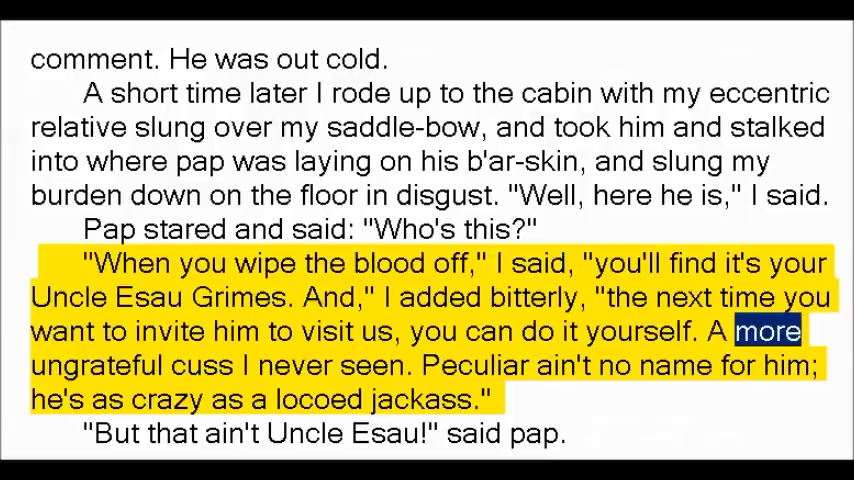 comment. He was out cold.
A short time later I rode up to the cabin with my eccentric
relative slung over my saddle-bow, and took him and stalked
into where pap was laying on his b'ar-skin, and slung my
burden down on the floor in disgust. "Well, here he is," I said.
Pap stared and said: "Who's this?"
"When you wipe the blood off," I said, "you'll find it's your
Uncle Esau Grimes. And," I added bitterly, "the next time you
want to invite him to visit us, you can do it yourself. A more
ungrateful cuss I never seen. Peculiar ain't no name for him;
he's as crazy as a locoed jackass."
"But that ain't Uncle Esau!" said pap.